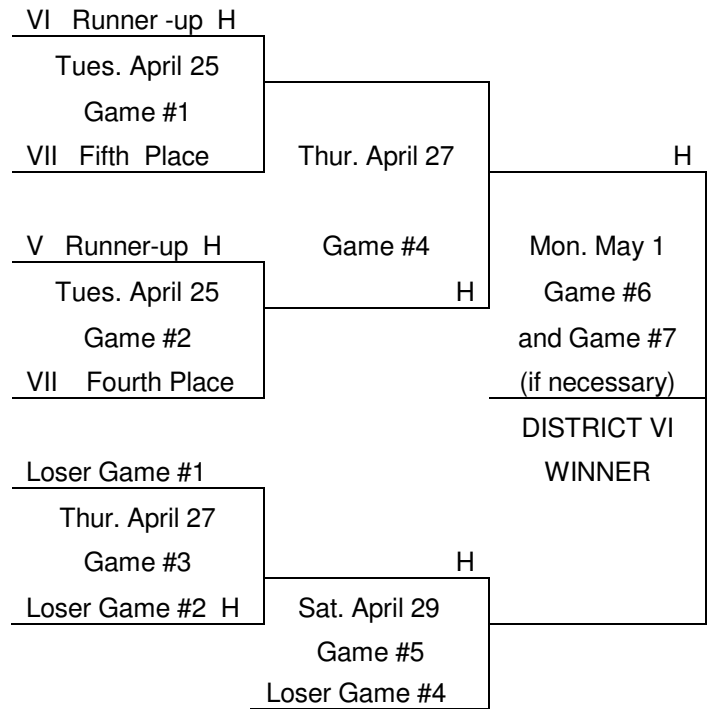 VI Runner -up H
Tues. April 25
Game #1
VII Fifth Place
Thur. April 27
H
V Runner-up H
Game #4
Mon. May 1
Tues. April 25
H
Game #6
Game #2
and Game #7
VII Fourth Place
(if necessary)
DISTRICT VI
Loser Game #1
WINNER
Thur. April 27
Game #3
H
Loser Game #2 H
Sat. April 29
Game #5
Loser Game #4